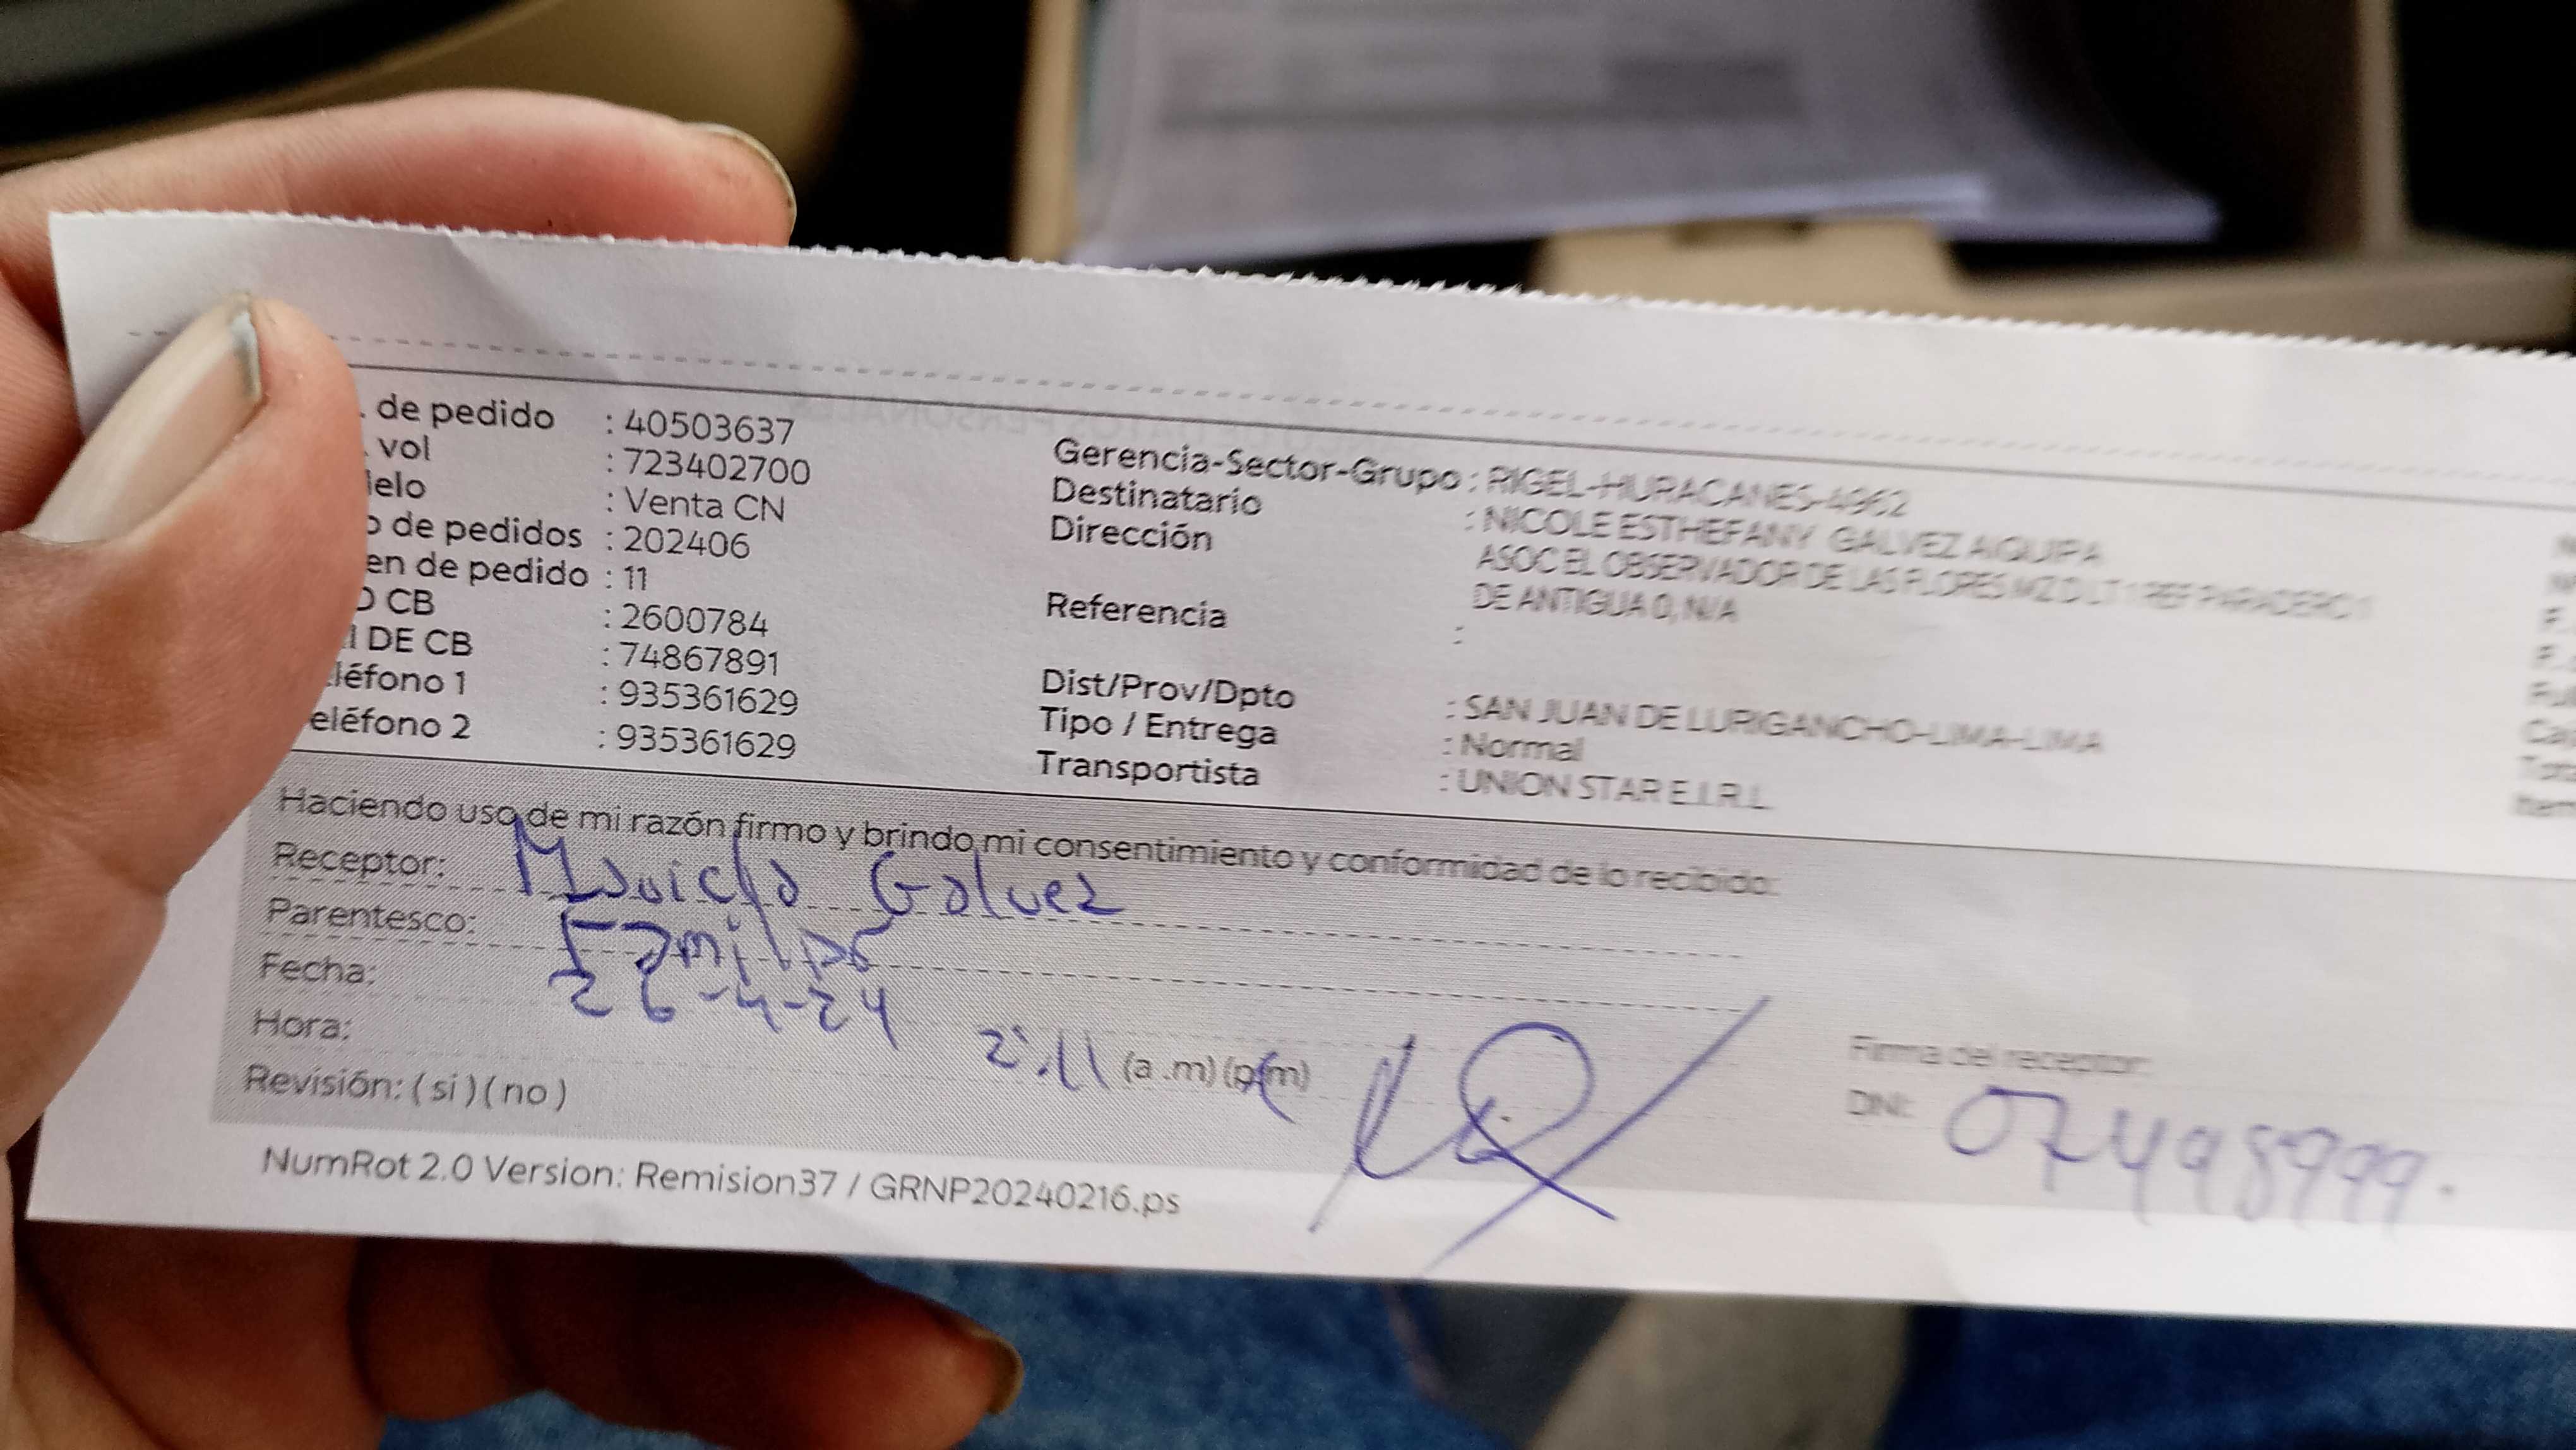 de pedido : 40503637
vol : 723402700
delo : Venta CN
o de pedidos : 202406
en de pedido : 11
O CB : 2600784
I DE CB : 74867891
léfono 1 : 935361629
eléfono 2 : 935361629
Gerencia-Sector-Grupo : RIGEL-HURACANES-4962
Destinatario : NICOLE ESTHEFANY GALVEZ AIQUIPA
Dirección ASOC EL OBSERVADOR DE LAS FLORES MZ D LT 1 REF PARADERO 1
DE ANTIGUA 0, N/A
Referencia :
Dist/Prov/Dpto : SAN JUAN DE LURIGANCHO-LIMA-LIMA
Tipo / Entrega : Normal
Transportista : UNION STAR E.I.R.L
Haciendo uso de mi razón firmo y brindo mi consentimiento y conformidad de lo recibido:
Receptor: Galvez
Parentesco:
Fecha: 26-4-24
Hora: 2:11 (a .m) (p.m)
Revisión: ( si ) ( no )
Firma del receptor:
DNI: 07498999.
NumRot 2.0 Version: Remision37 / GRNP20240216.ps